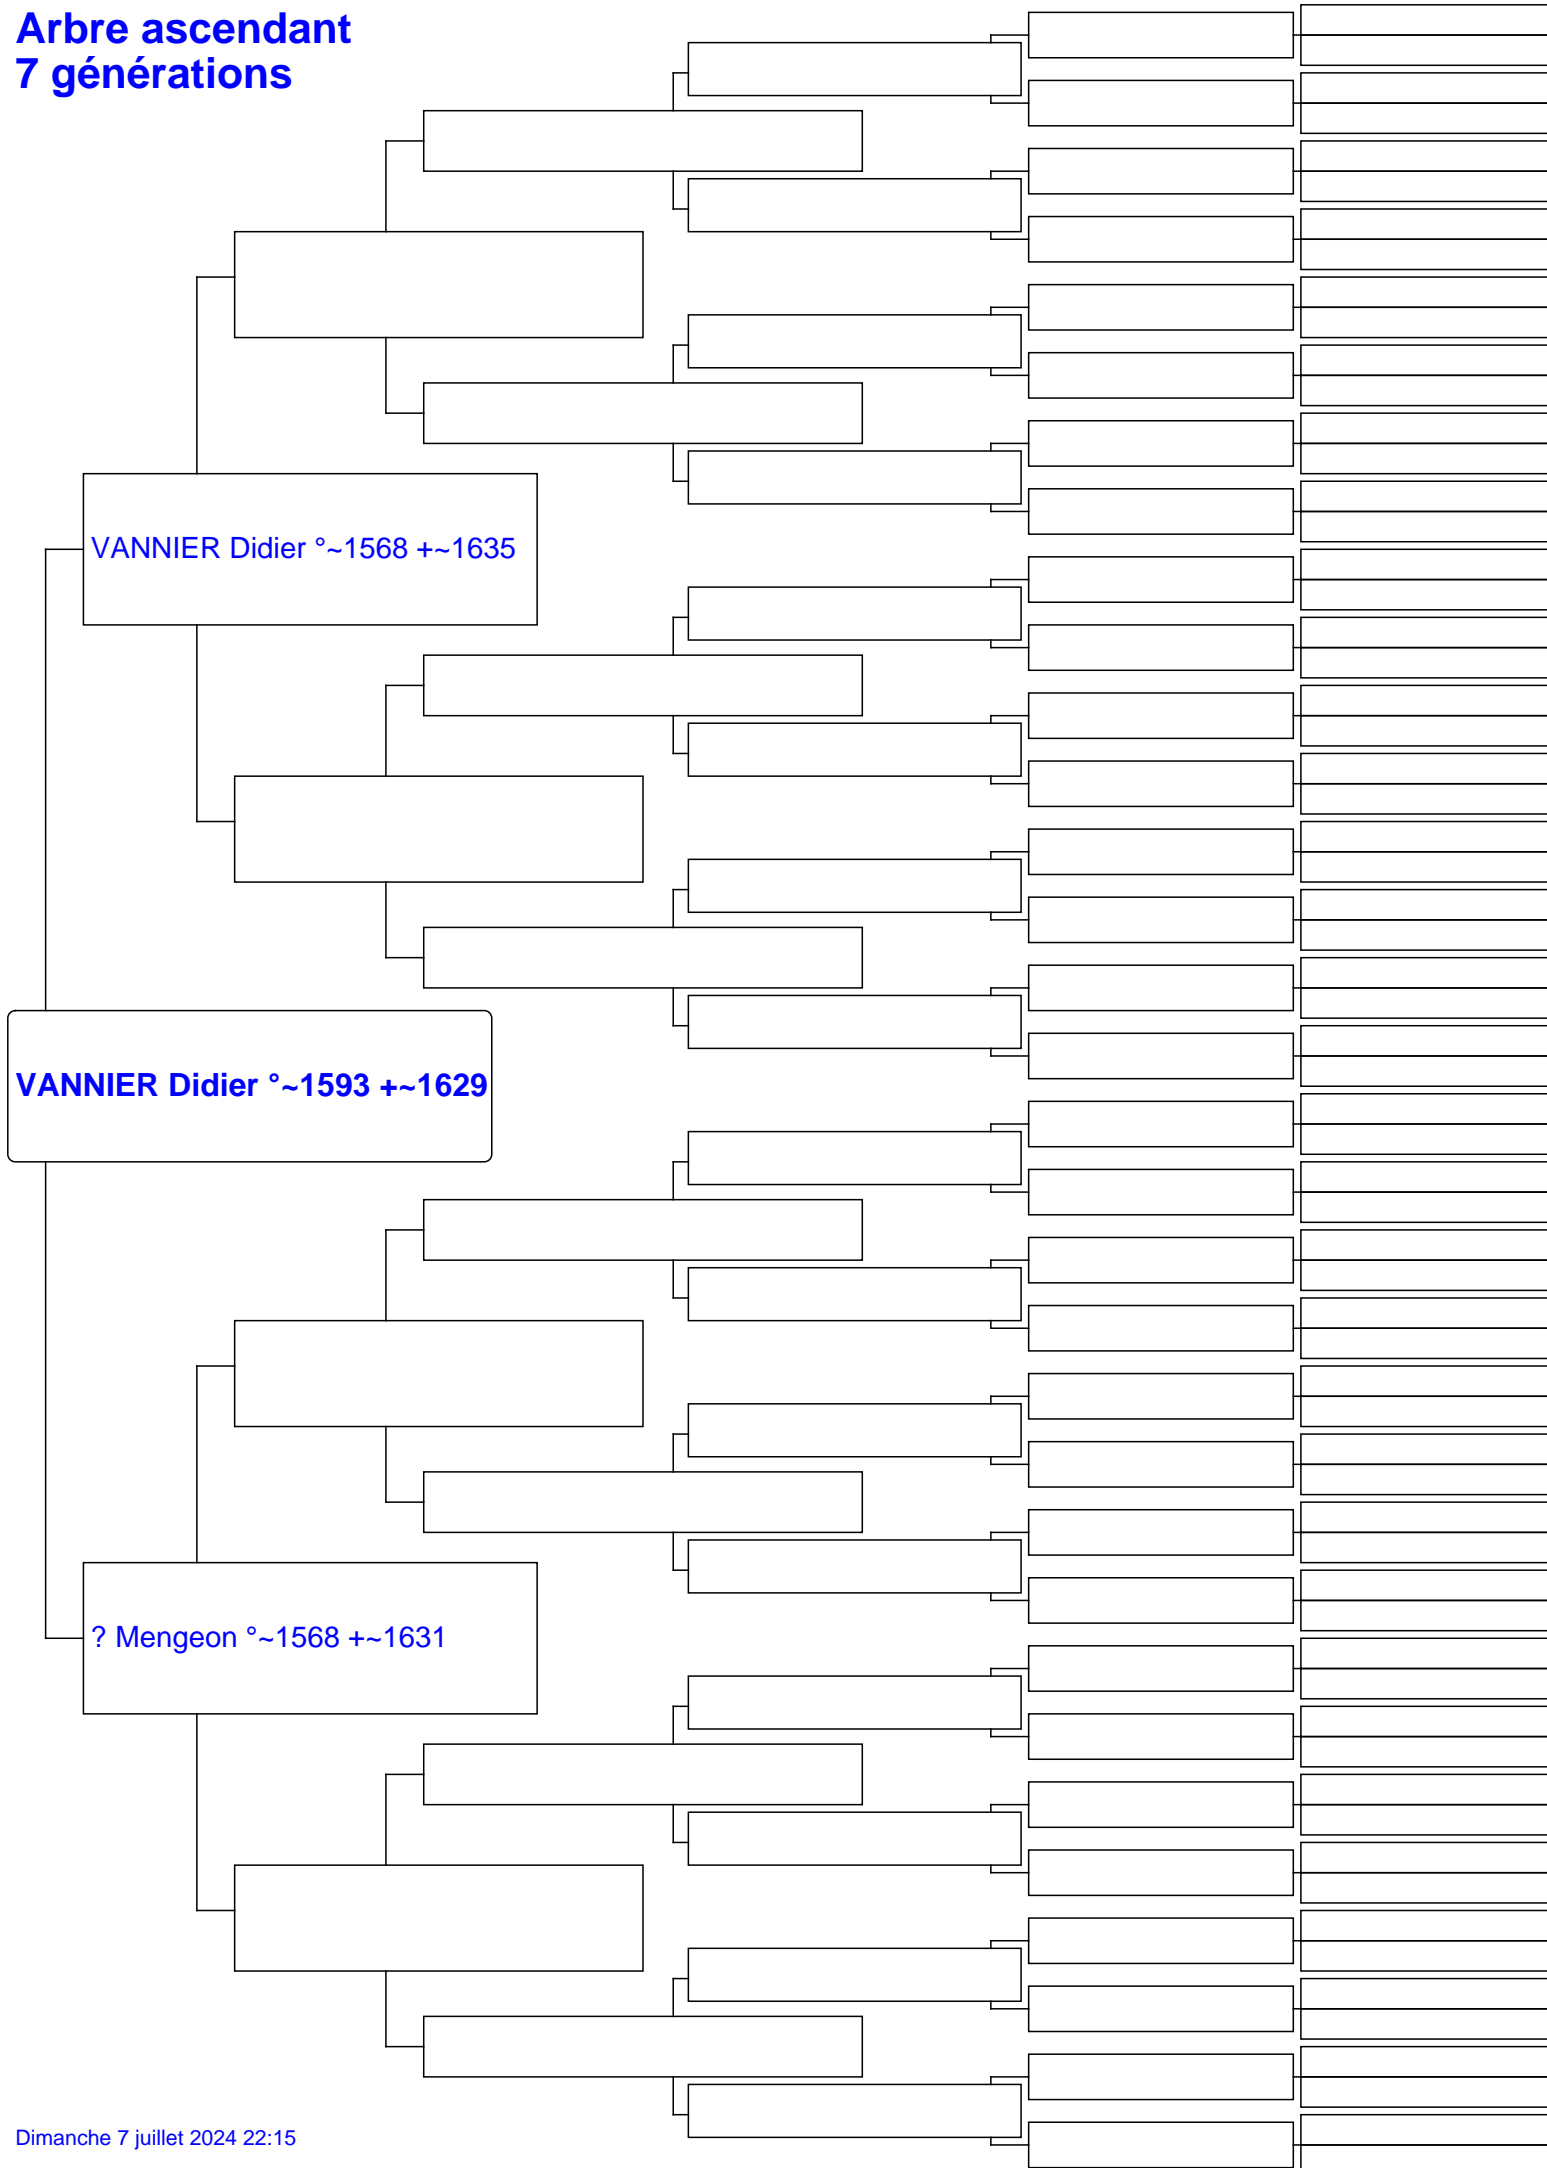 Arbre ascendant
7 générations
VANNIER Didier °~1568 +~1635
VANNIER Didier °~1593 +~1629
? Mengeon °~1568 +~1631
Dimanche 7 juillet 2024 22:15